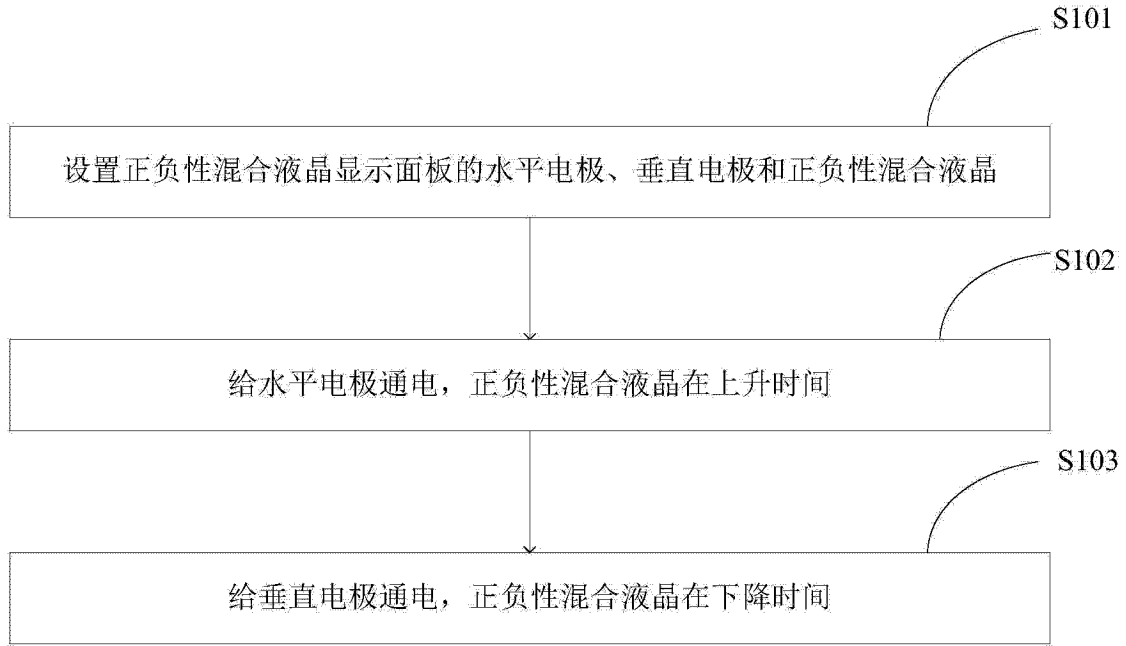 S101
设置正负性混合液晶显示面板的水平电极、垂直电极和正负性混合液晶
S102
给水平电极通电，正负性混合液晶在上升时间
S103
给垂直电极通电，正负性混合液晶在下降时间